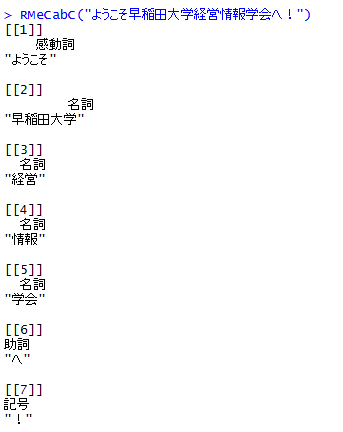 > RMeCabC("ようこそ早稲田大学経営情報学会へ！")
[[1]]
感動詞
"ようこそ"
[[2]]
名詞
"早稲田大学"
[[3]]
名詞
"経営"
[[4]]
名詞
"情報"
[[5]]
名詞
"学会"
[[6]]
助詞
"へ"
[[7]]
記号
"！"